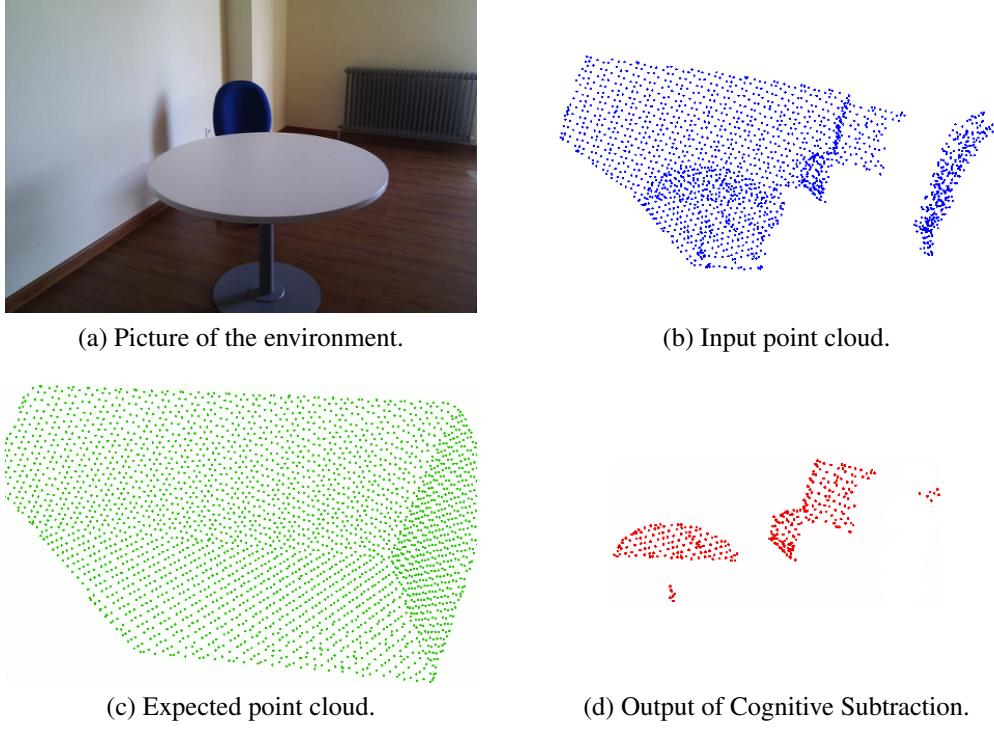 (a) Picture of the environment.
(b) Input point cloud.
(c) Expected point cloud.
(d) Output of Cognitive Subtraction.